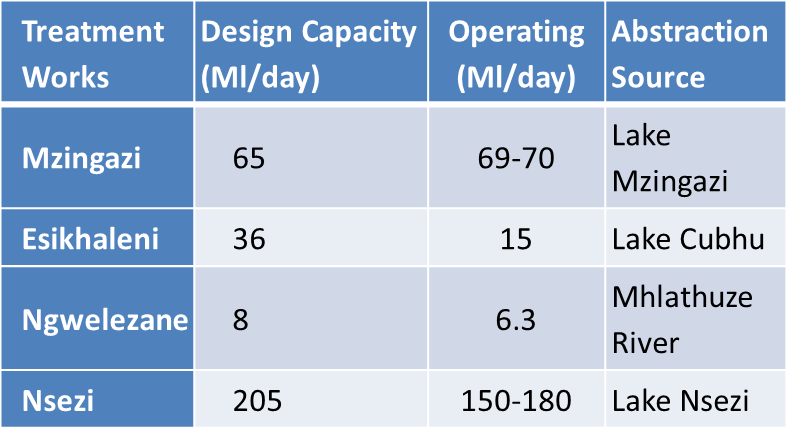 Treatment Works Design Capacity (Ml/day) Operating (Ml/day) Abstraction Source
Mzingazi 65 69-70 Lake Mzingazi
Esikhaleni 36 15 Lake Cubhu
Ngwelezane 8 6.3 Mhlathuze River
Nsezi 205 150-180 Lake Nsezi